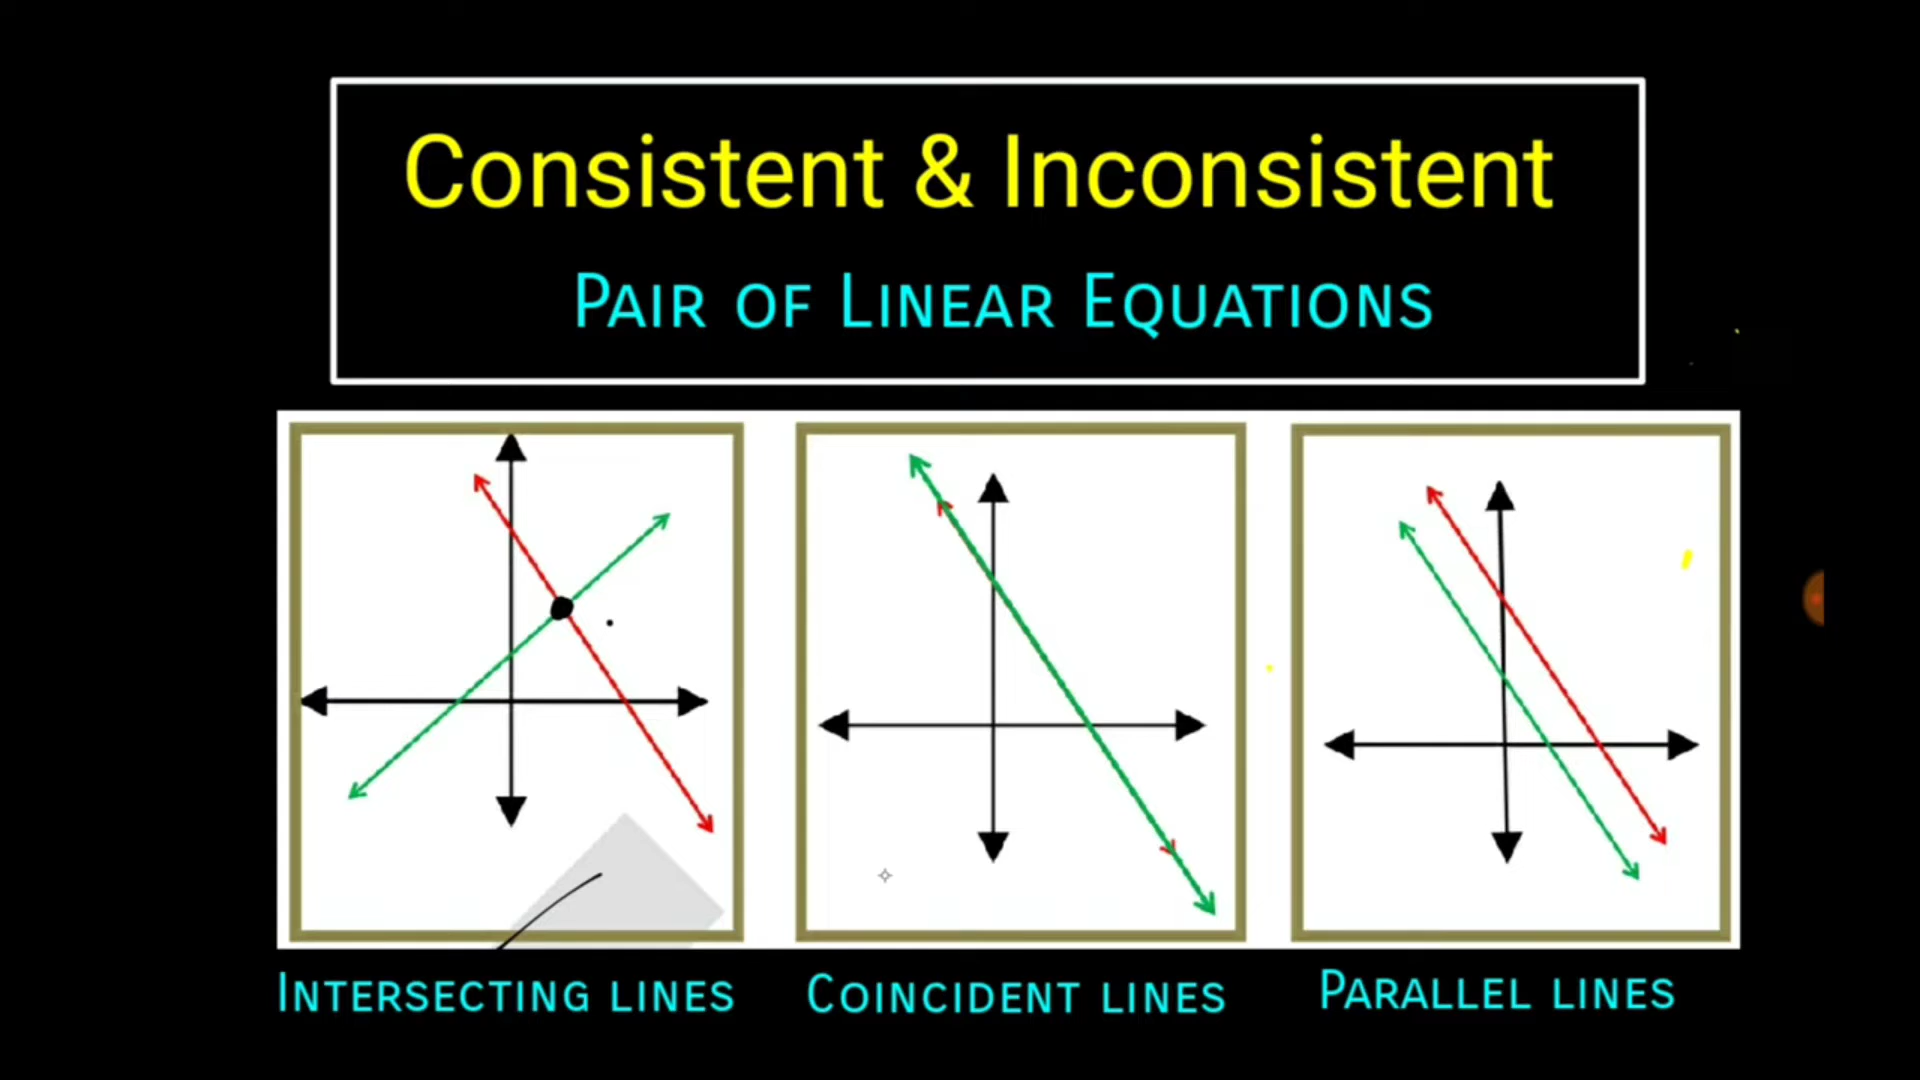 Consistent & Inconsistent
Pair of Linear Equations
Intersecting lines
Coincident lines
Parallel lines